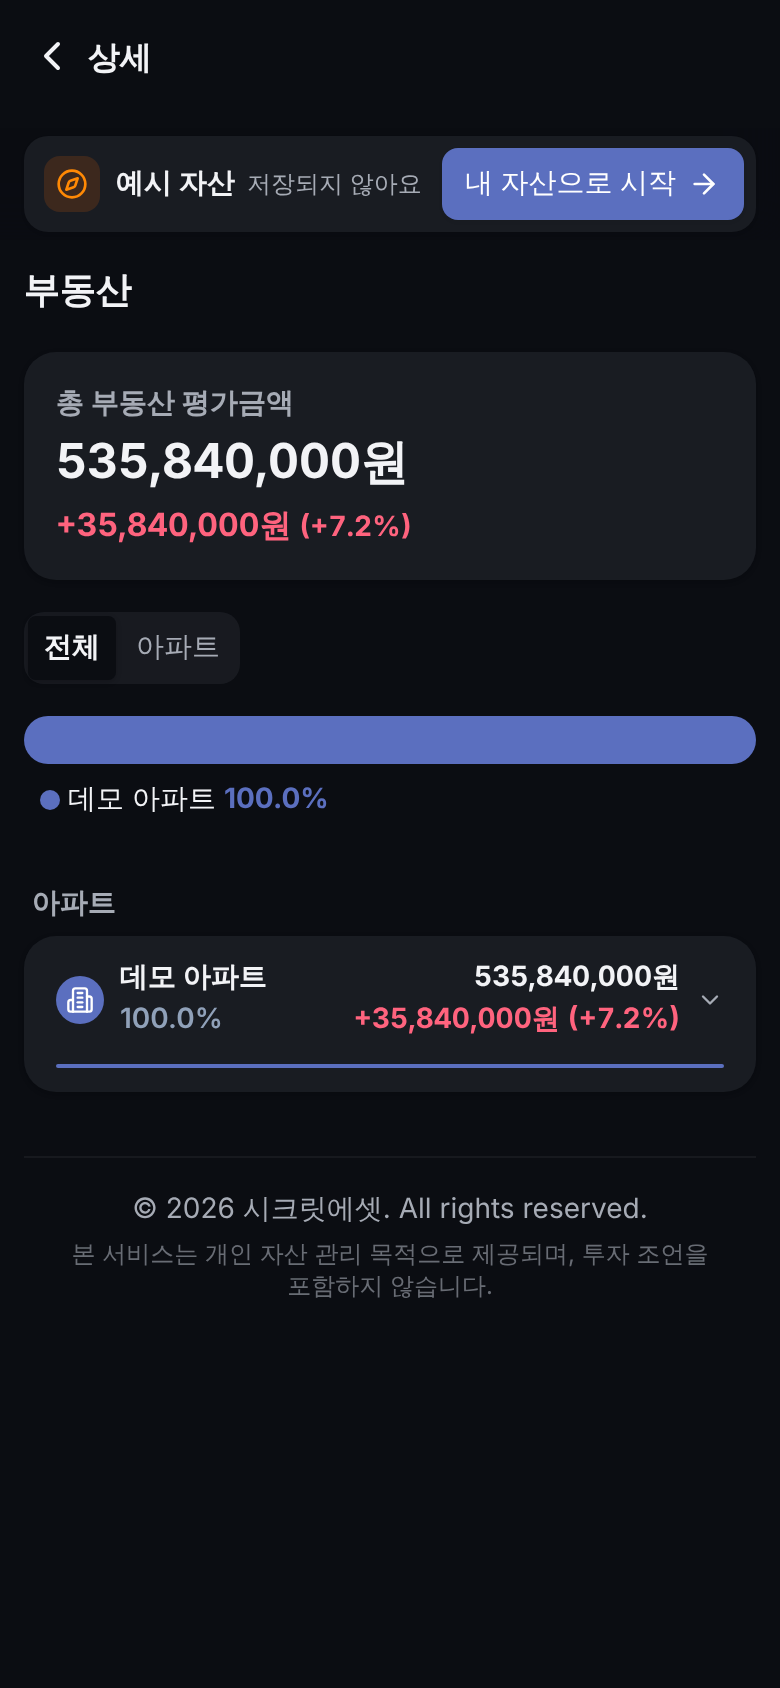 상세
예시 자산 저장되지 않아요 내 자산으로 시작 →
부동산
총 부동산 평가금액
535,840,000원
+35,840,000원 (+7.2%)
전체 아파트
데모 아파트 100.0%
아파트
데모 아파트 535,840,000원
100.0% +35,840,000원 (+7.2%)
© 2026 시크릿에셋. All rights reserved.
본 서비스는 개인 자산 관리 목적으로 제공되며, 투자 조언을
포함하지 않습니다.